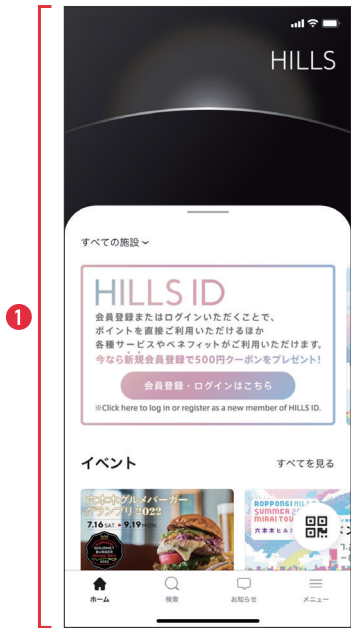 1
HILLS
すべての施設
HILLS ID
会員登録またはログインいただくことで、
ポイントを直接ご利用いただけるほか
各種サービスやベネフィットがご利用いただけます。
今なら新規会員登録で500円クーポンをプレゼント!
会員登録・ログインはこちら
※Click here to log in or register as a new member of HILLS ID.
イベント
すべてを見る
六本木グルメバーガー
グランプリ2022
7.16 SAT. ▶ 9.19 MON.
GOURMET
BURGER
ROPPONGI HILLS
SUMMER
MIRAI TOU
六本木ヒルズ
ホーム
検索
お知らせ
メニュー